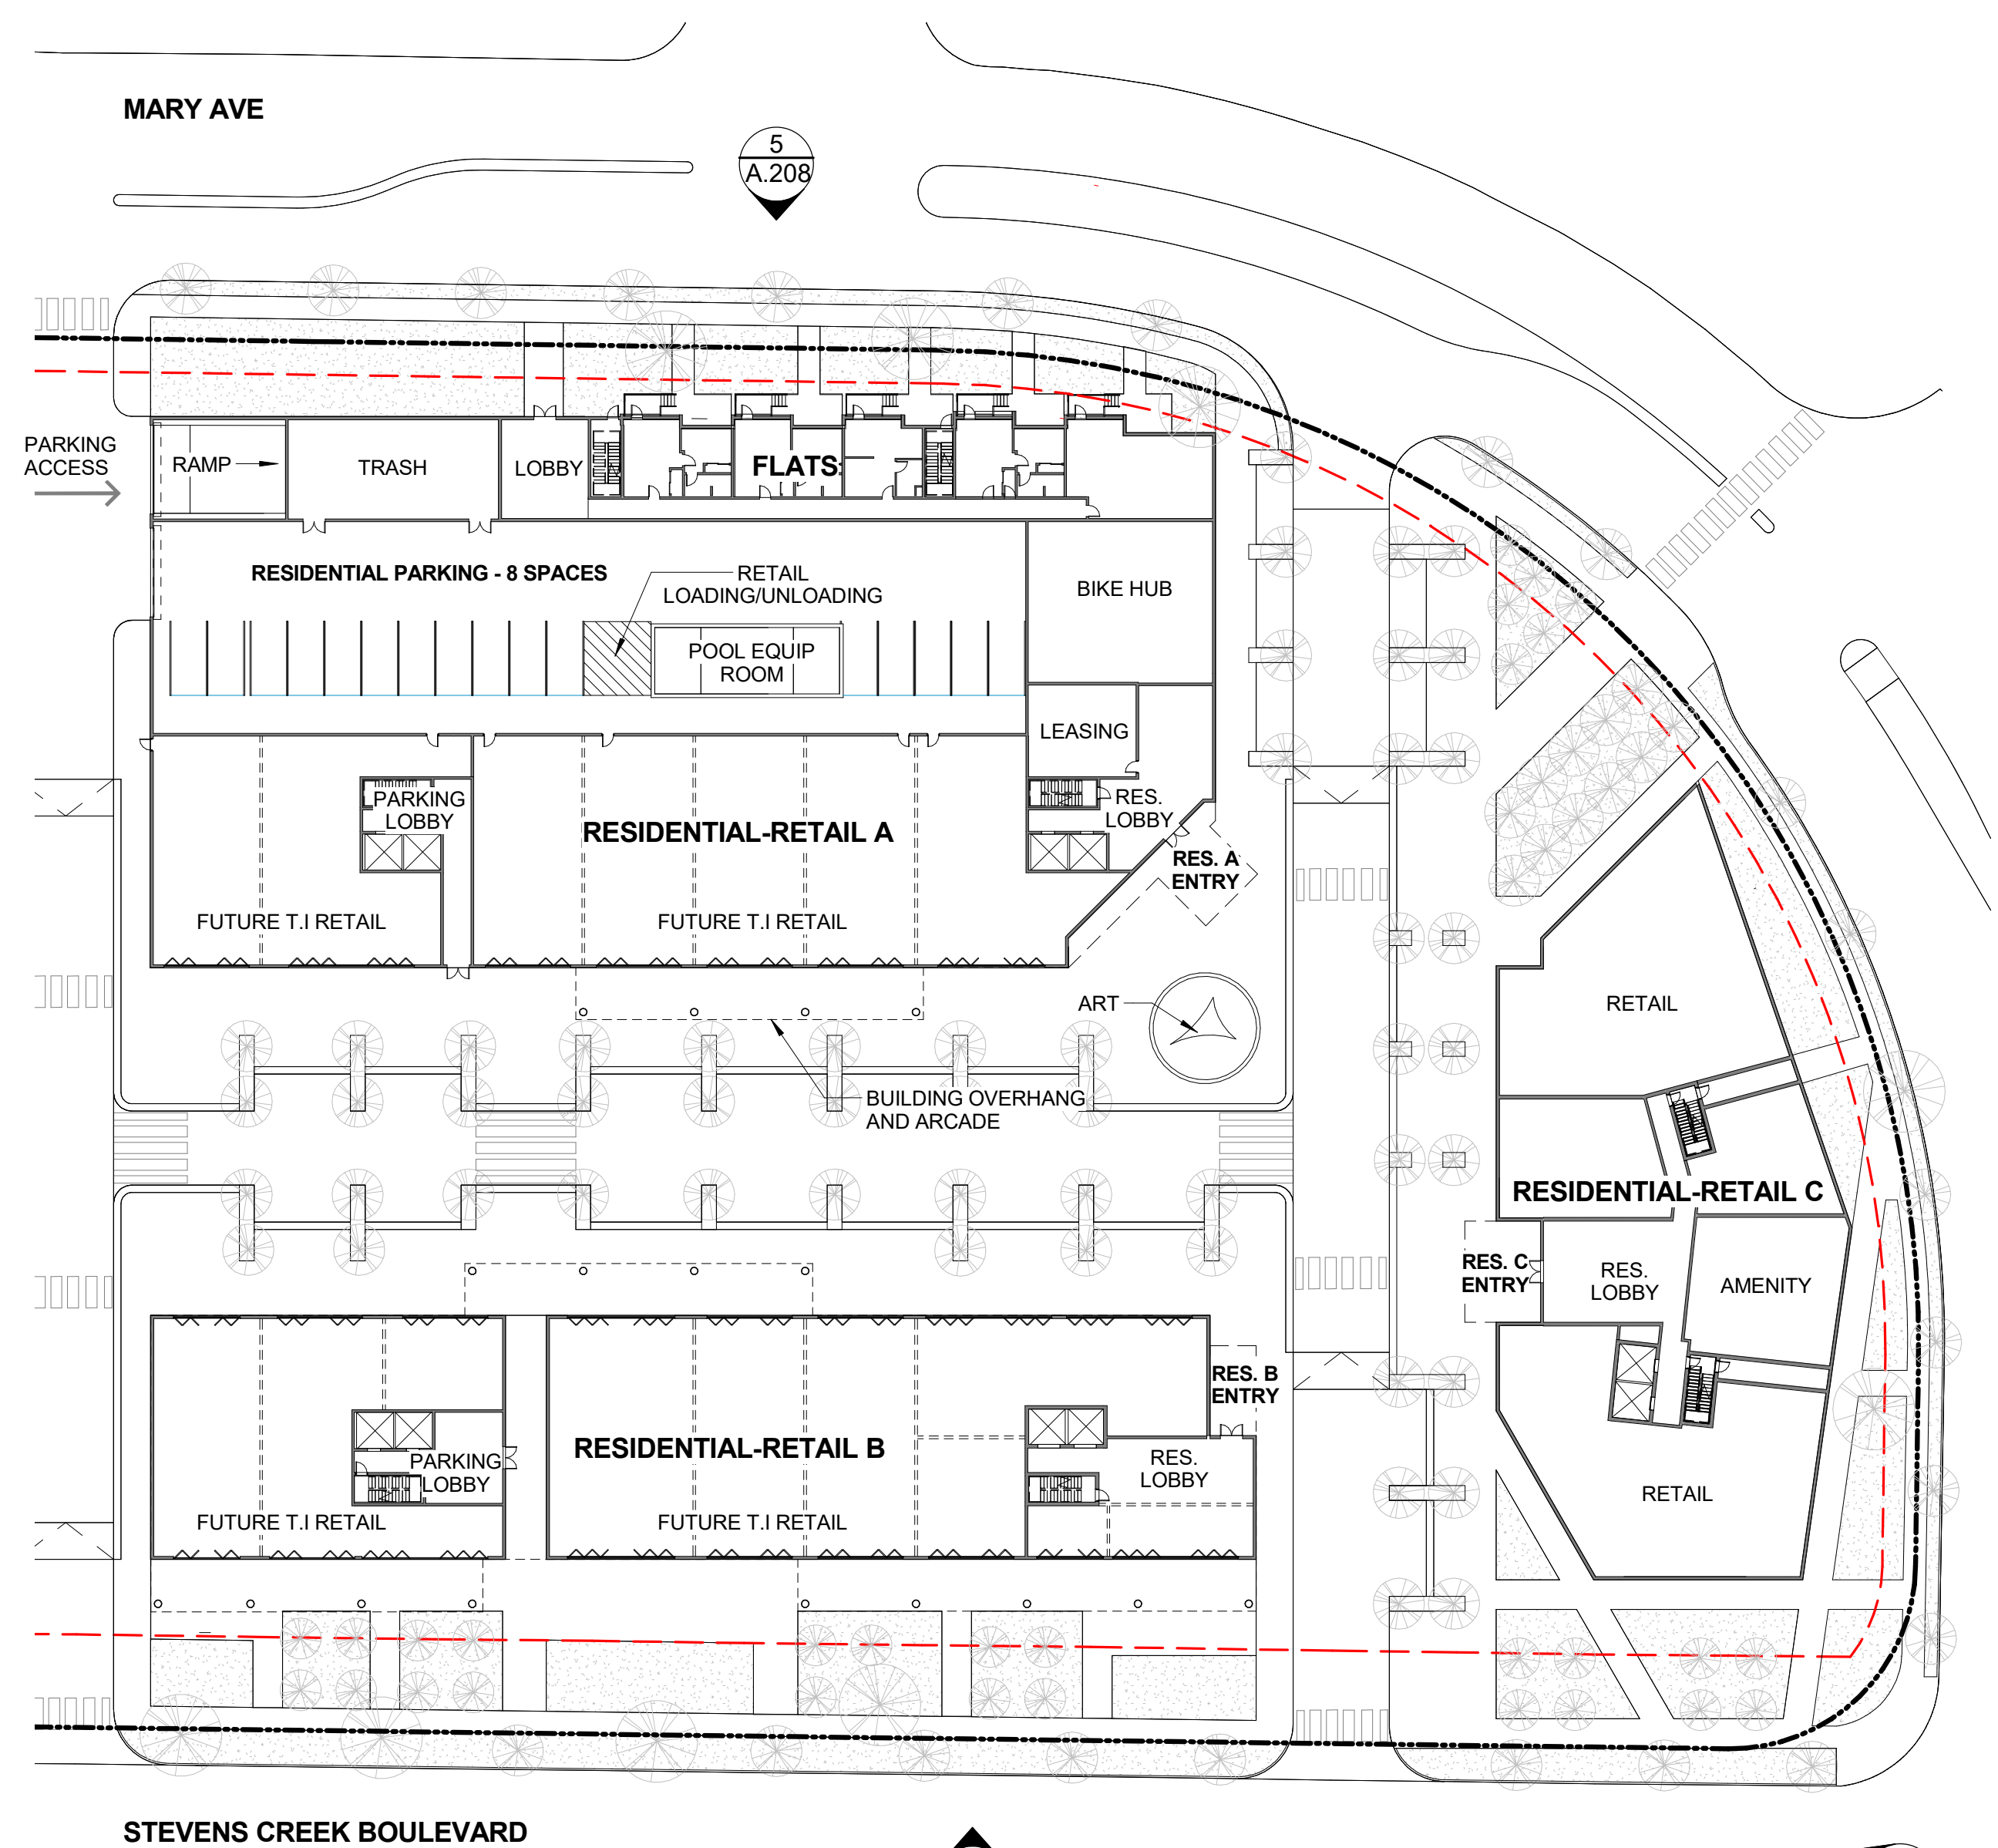 MARY AVE
5
A.208
PARKING
ACCESS
RAMP
TRASH
LOBBY
FLATS
RESIDENTIAL PARKING - 8 SPACES
RETAIL
LOADING/UNLOADING
BIKE HUB
POOL EQUIP
ROOM
LEASING
PARKING
LOBBY
RES.
LOBBY
RESIDENTIAL-RETAIL A
RES. A
ENTRY
FUTURE T.I RETAIL
FUTURE T.I RETAIL
ART
RETAIL
BUILDING OVERHANG
AND ARCADE
RESIDENTIAL-RETAIL C
RES. C
ENTRY
RES.
LOBBY
AMENITY
RES. B
ENTRY
RESIDENTIAL-RETAIL B
PARKING
LOBBY
RES.
LOBBY
RETAIL
FUTURE T.I RETAIL
FUTURE T.I RETAIL
STEVENS CREEK BOULEVARD